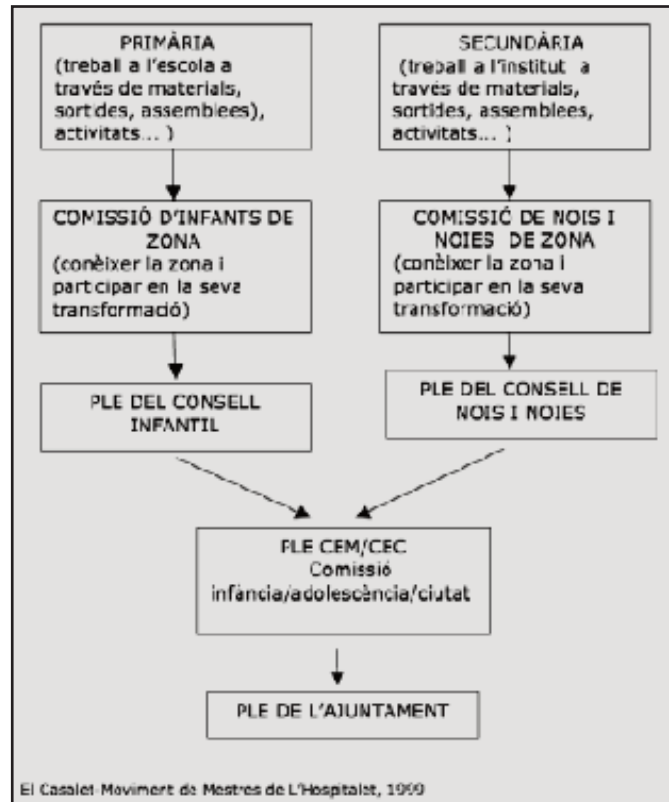 PRIMÀRIA
(treball a l'escola a
través de materials,
sortides, assemblees),
activitats... )
SECUNDÀRIA
(treball a l'institut a
través de materials,
sortides, assemblees,
activitats... )
COMISSIÓ D'INFANTS DE
ZONA
(conèixer la zona i
participar en la seva
transformació)
COMISSIÓ DE NOIS I
NOIES DE ZONA
(conèixer la zona i
participar en la seva
transformació)
PLE DEL CONSELL
INFANTIL
PLE DEL CONSELL DE
NOIS I NOIES
PLE CEM/CEC
Comissió
infància/adolescència/ciutat
PLE DE L'AJUNTAMENT
El Casalet-Moviment de Mestres de L'Hospitalet, 1999